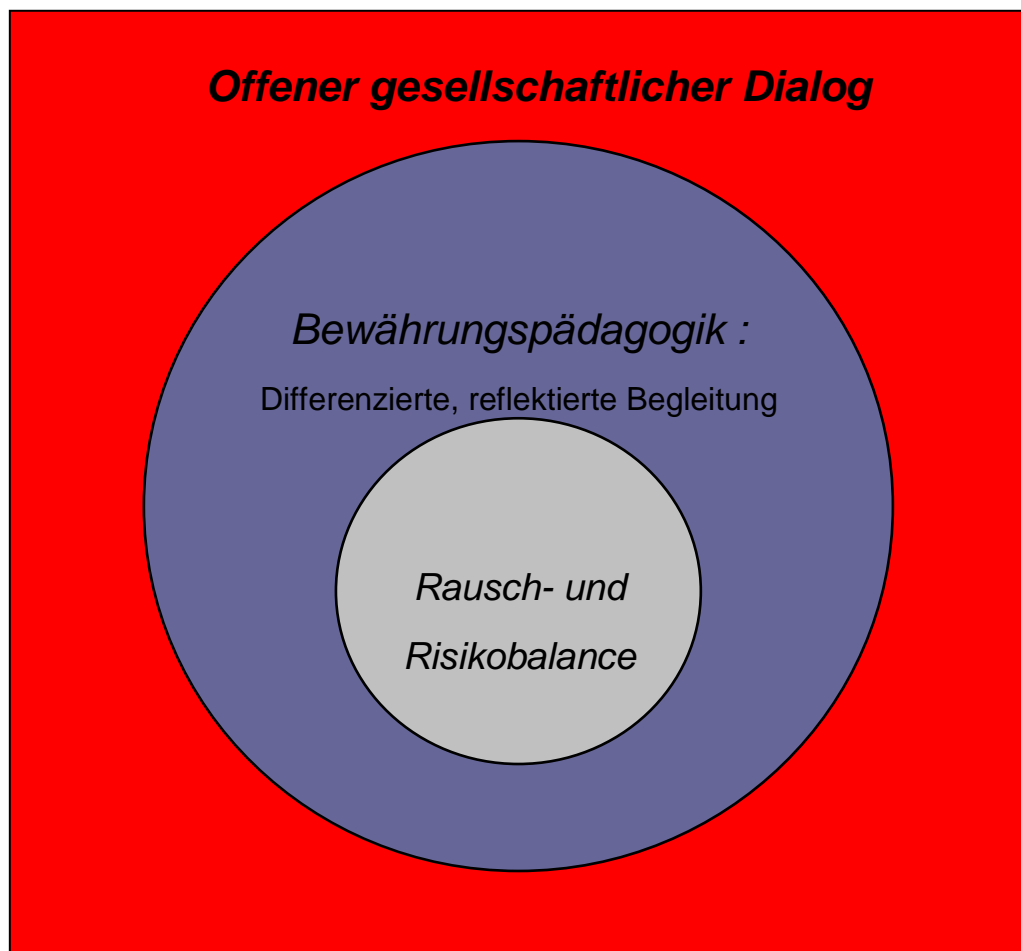 Offener gesellschaftlicher Dialog
Bewährungspädagogik :
Differenzierte, reflektierte Begleitung
Rausch- und
Risikobalance